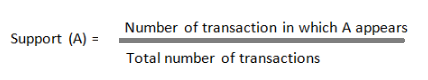 Number of transaction in which A appears
Support (A) =
Total number of transactions